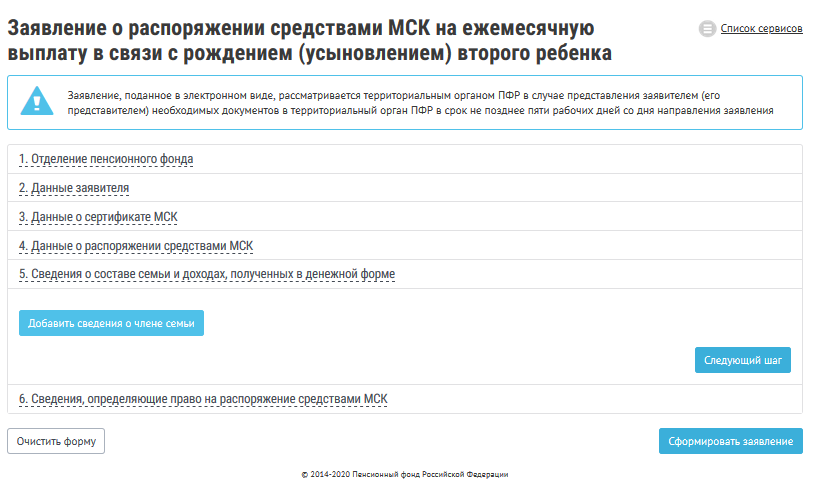 Заявление о распоряжении средствами МСК на ежемесячную
выплату в связи с рождением (усыновлением) второго ребенка
Список сервисов
Заявление, поданное в электронном виде, рассматривается территориальным органом ПФР в случае представления заявителем (его
представителем) необходимых документов в территориальный орган ПФР в срок не позднее пяти рабочих дней со дня направления заявления
1. Отделение пенсионного фонда
2. Данные заявителя
3. Данные о сертификате МСК
4. Данные о распоряжении средствами МСК
5. Сведения о составе семьи и доходах, полученных в денежной форме
Добавить сведения о члене семьи
Следующий шаг
6. Сведения, определяющие право на распоряжение средствами МСК
Очистить форму
Сформировать заявление
© 2014-2020 Пенсионный фонд Российской Федерации